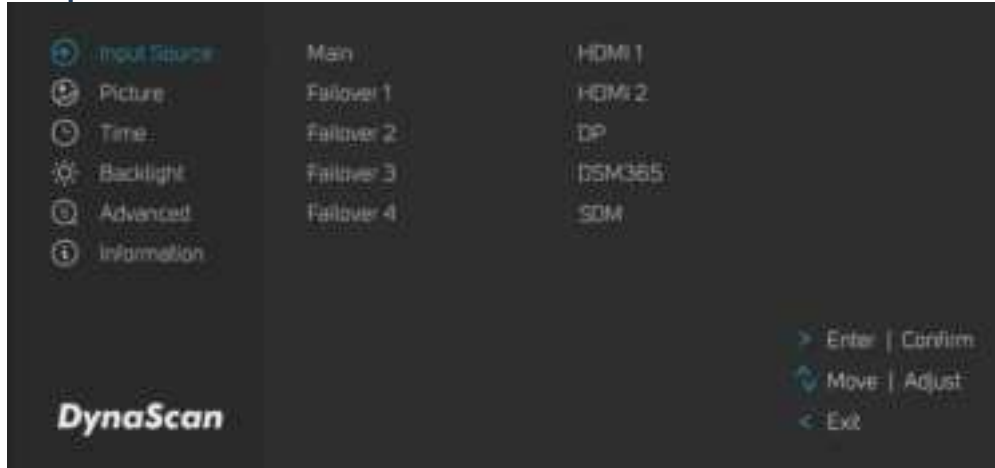 Input Source Main HDMI 1
Picture Failover 1 HDMI 2
Time Failover 2 DP
Backlight Failover 3 DSM365
Advanced Failover 4 SDM
Information
> Enter | Confirm
Move | Adjust
DynaScan
< Exit